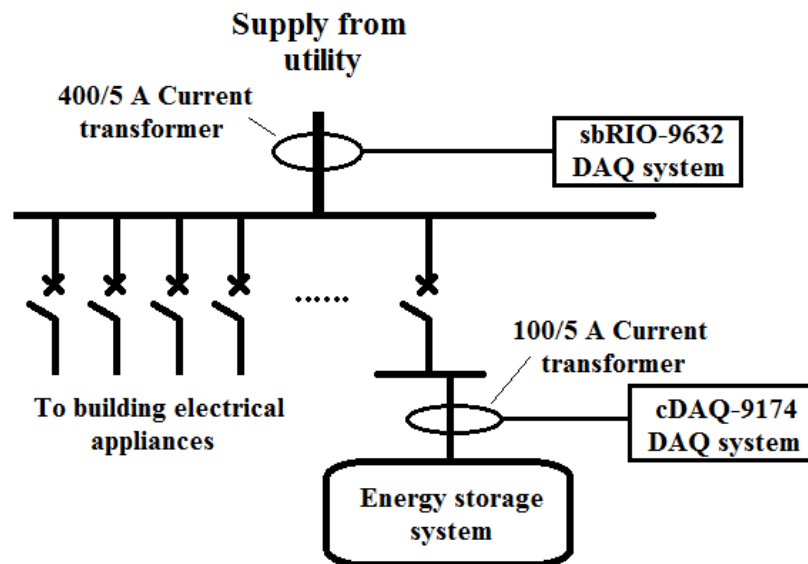 Supply from
utility
400/5 A Current
transformer
sbRIO-9632
DAQ system
......
100/5 A Current
transformer
To building electrical
appliances
cDAQ-9174
DAQ system
Energy storage
system